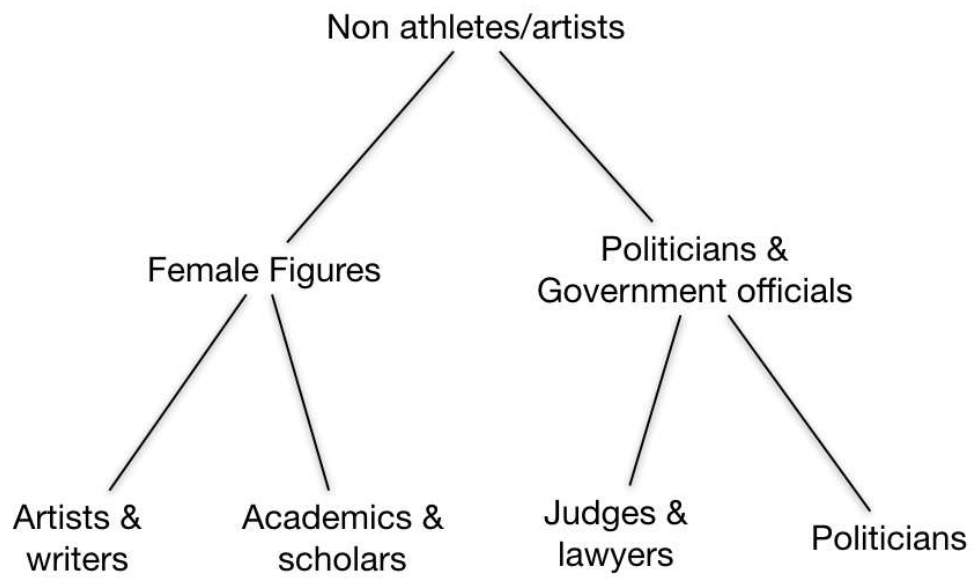 Non athletes/artists
Female Figures
Politicians &
Government officials
Artists &
writers
Academics &
scholars
Judges &
lawyers
Politicians